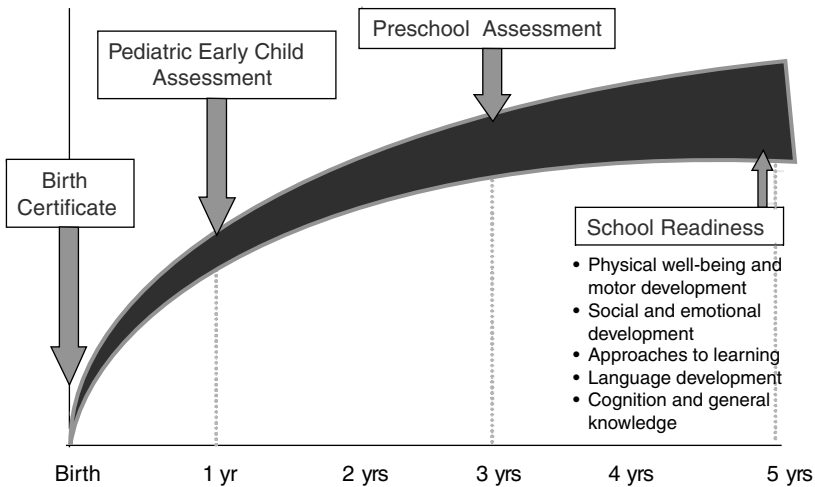 Pediatric Early Child
Assessment
Preschool Assessment
Birth
Certificate
School Readiness
• Physical well-being and
motor development
• Social and emotional
development
• Approaches to learning
• Language development
• Cognition and general
knowledge
Birth 1 yr 2 yrs 3 yrs 4 yrs 5 yrs